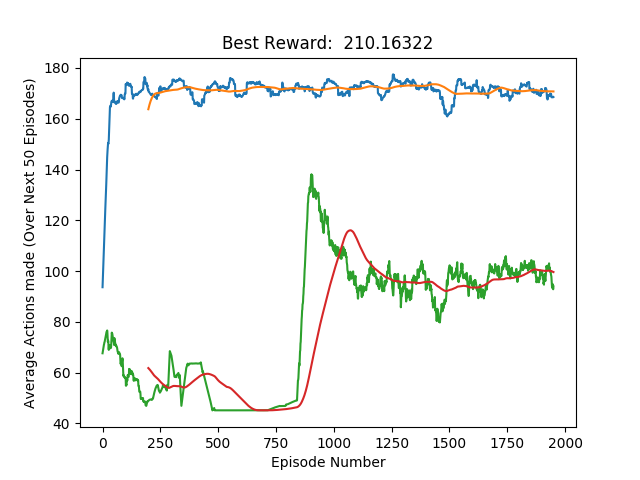 Best Reward:  210.16322
Average Actions made (Over Next 50 Episodes)
180
160
140
120
100
80
60
40
0 250 500 750 1000 1250 1500 1750 2000
Episode Number